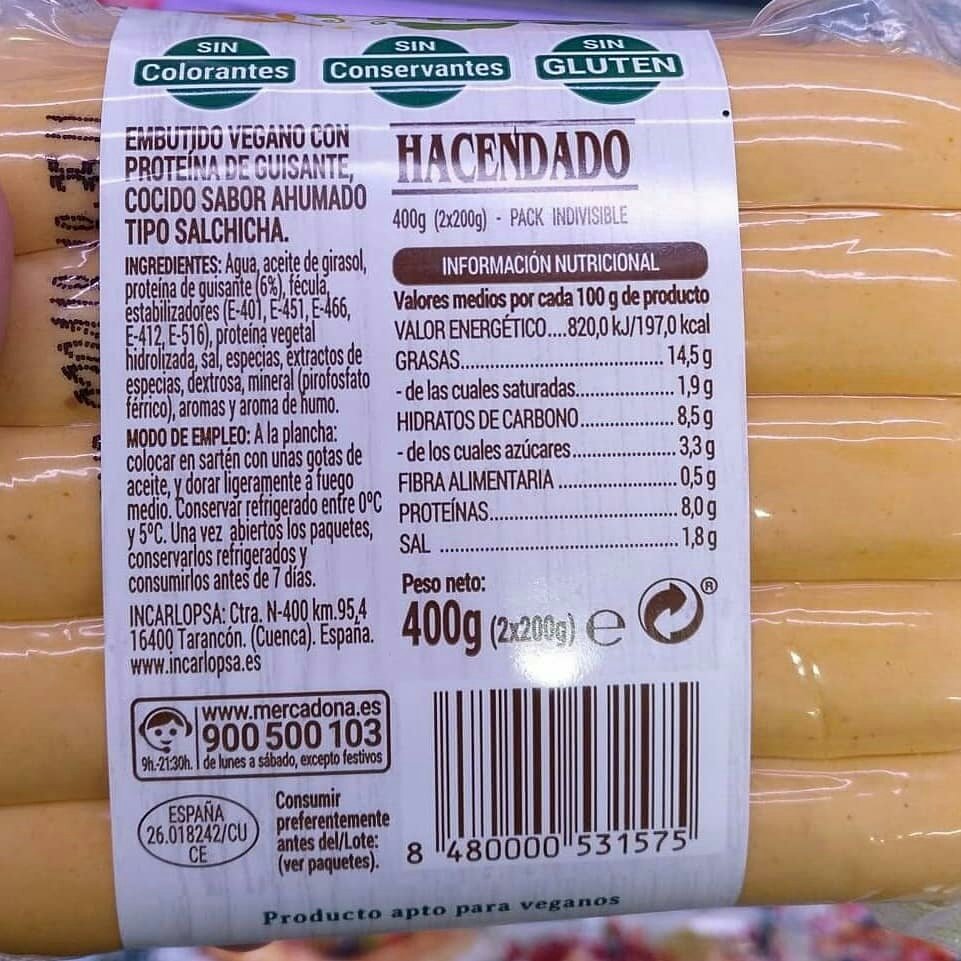 SIN
Colorantes
SIN
Conservantes
SIN
GLUTEN
EMBUTIDO VEGANO CON
PROTEÍNA DE GUISANTE,
COCIDO SABOR AHUMADO
TIPO SALCHICHA.
INGREDIENTES: Agua, aceite de girasol,
proteína de guisante (6%), fécula,
estabilizadores (E-401, E-451, E-466,
E-412, E-516), proteína vegetal
hidrolizada, sal, especias, extractos de
especias, dextrosa, mineral (pirofosfato
férrico), aromas y aroma de humo.
MODO DE EMPLEO: A la plancha:
colocar en sartén con unas gotas de
aceite, y dorar ligeramente a fuego
medio. Conservar refrigerado entre 0ºC
y 5ºC. Una vez abiertos los paquetes,
conservarlos refrigerados y
consumirlos antes de 7 días.
INCARLOPSA: Ctra. N-400 km.95,4
16400 Tarancón. (Cuenca). España.
www.incarlopsa.es
www.mercadona.es
900 500 103
9h.-21:30h. de lunes a sábado, excepto festivos
ESPAÑA
26.018242/CU
CE
Consumir
preferentemente
antes del/Lote:
(ver paquetes).
HACENDADO
400g (2x200g) - PACK INDIVISIBLE
INFORMACIÓN NUTRICIONAL
Valores medios por cada 100 g de producto
VALOR ENERGÉTICO....820,0 kJ/197,0 kcal
GRASAS................................ 14,5 g
- de las cuales saturadas.................. 1,9 g
HIDRATOS DE CARBONO................. 8,5 g
- de los cuales azúcares................... 3,3 g
FIBRA ALIMENTARIA ..................... 0,5 g
PROTEÍNAS................................ 8,0 g
SAL ........................................ 1,8 g
Peso neto:
400g (2x200g) e ®
8 480000 531575
Producto apto para veganos